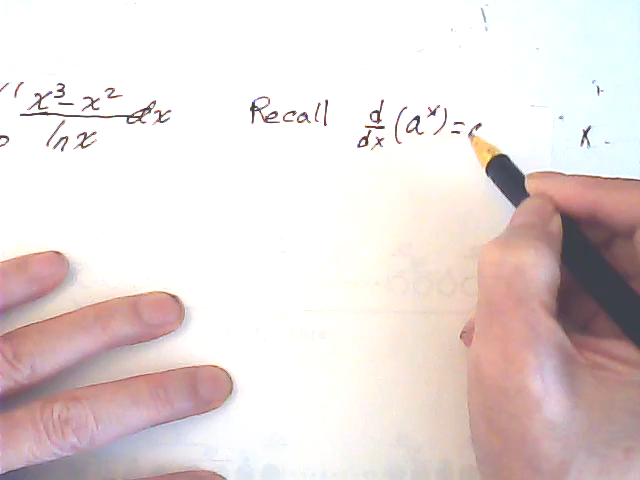 x³ - x² / ln x dx Recall d/dx (aˣ) =